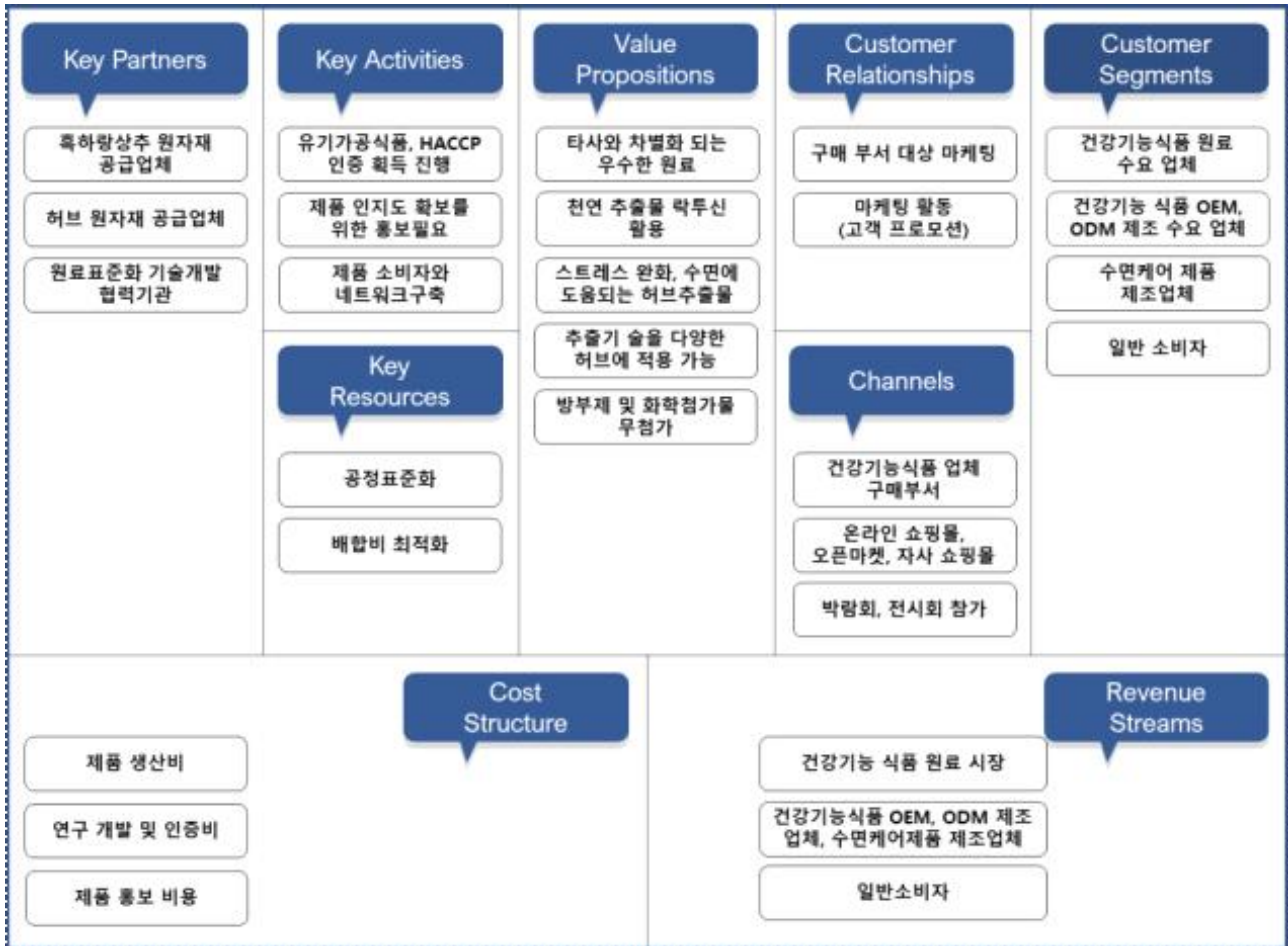 Key Partners
흑하랑상추 원자재
공급업체
허브 원자재 공급업체
원료표준화 기술개발
협력기관
Key Activities
유기가공식품, HACCP
인증 획득 진행
제품 인지도 확보를
위한 홍보필요
제품 소비자와
네트워크구축
Key
Resources
공정표준화
배합비 최적화
Value
Propositions
타사와 차별화 되는
우수한 원료
천연 추출물 락투신
활용
스트레스 완화, 수면에
도움되는 허브추출물
추출기 술을 다양한
허브에 적용 가능
방부제 및 화학첨가물
무첨가
Customer
Relationships
구매 부서 대상 마케팅
마케팅 활동
(고객 프로모션)
Channels
건강기능식품 업체
구매부서
온라인 쇼핑몰,
오픈마켓, 자사 쇼핑몰
박람회, 전시회 참가
Customer
Segments
건강기능식품 원료
수요 업체
건강기능 식품 OEM,
ODM 제조 수요 업체
수면케어 제품
제조업체
일반 소비자
Cost
Structure
제품 생산비
연구 개발 및 인증비
제품 홍보 비용
Revenue
Streams
건강기능 식품 원료 시장
건강기능식품 OEM, ODM 제조
업체, 수면케어제품 제조업체
일반소비자